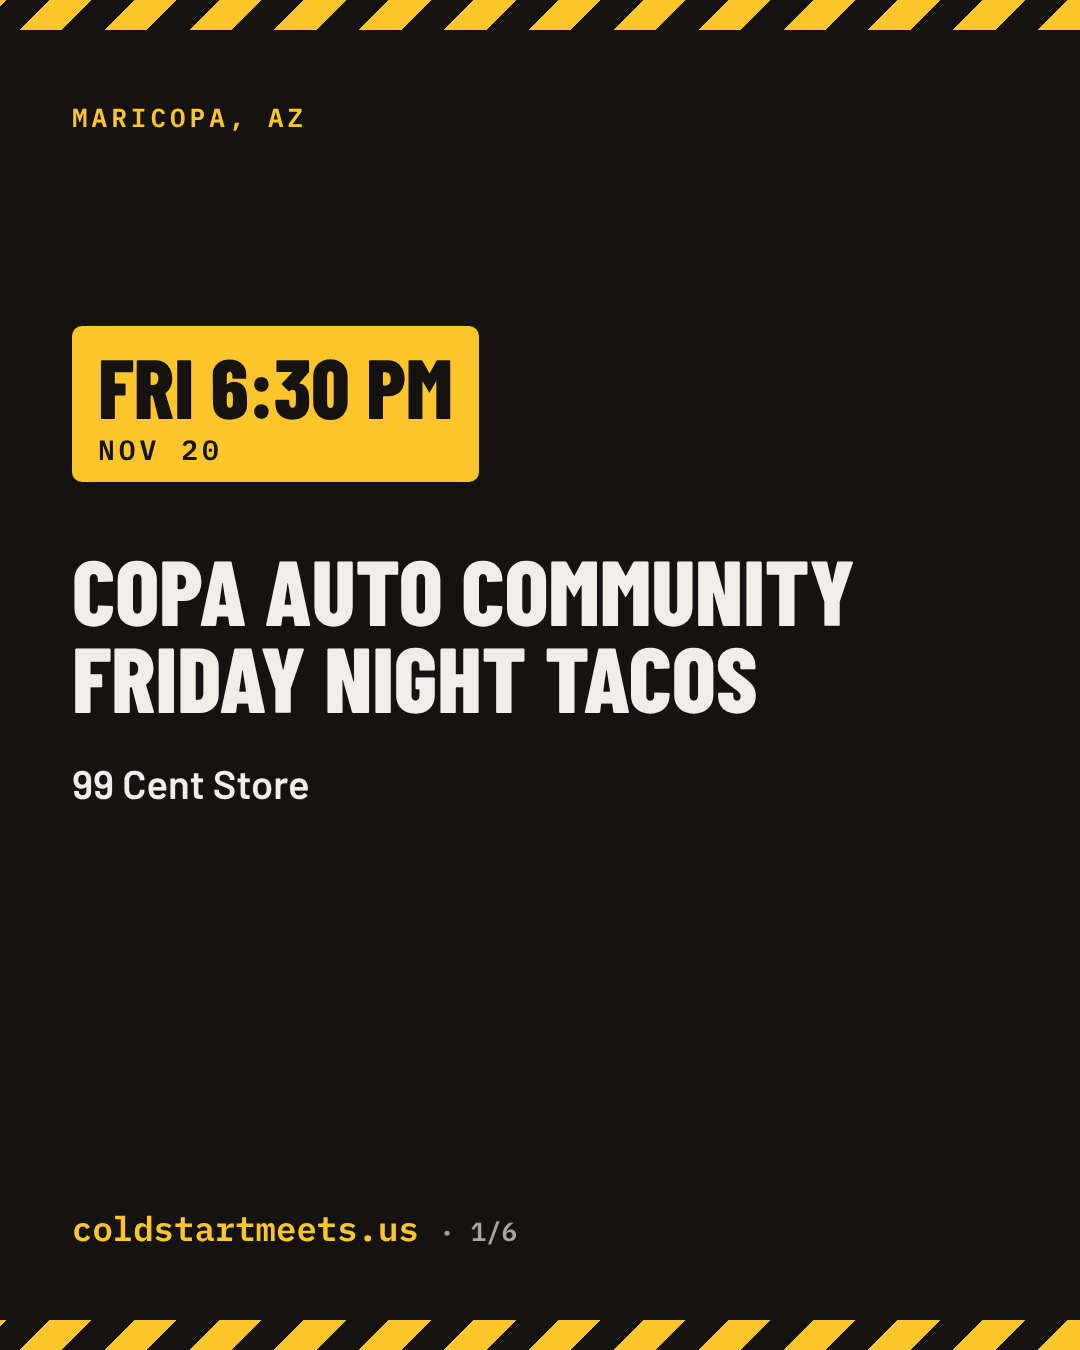 MARICOPA, AZ
FRI 6:30 PM
NOV 20
COPA AUTO COMMUNITY
FRIDAY NIGHT TACOS
99 Cent Store
coldstartmeets.us · 1/6